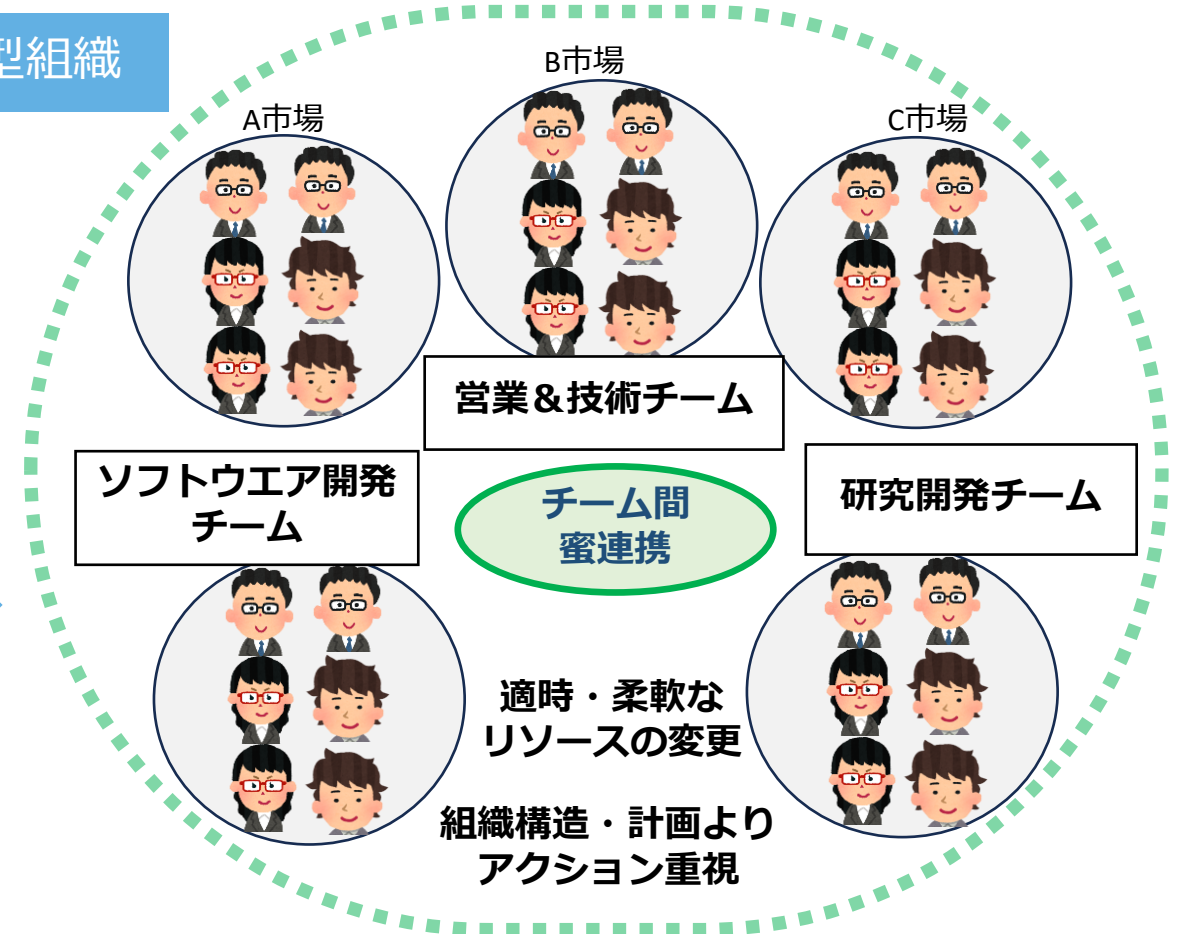 型組織
B市場
A市場
C市場
営業＆技術チーム
ソフトウエア開発
チーム
チーム間
蜜連携
研究開発チーム
適時・柔軟な
リソースの変更
組織構造・計画より
アクション重視